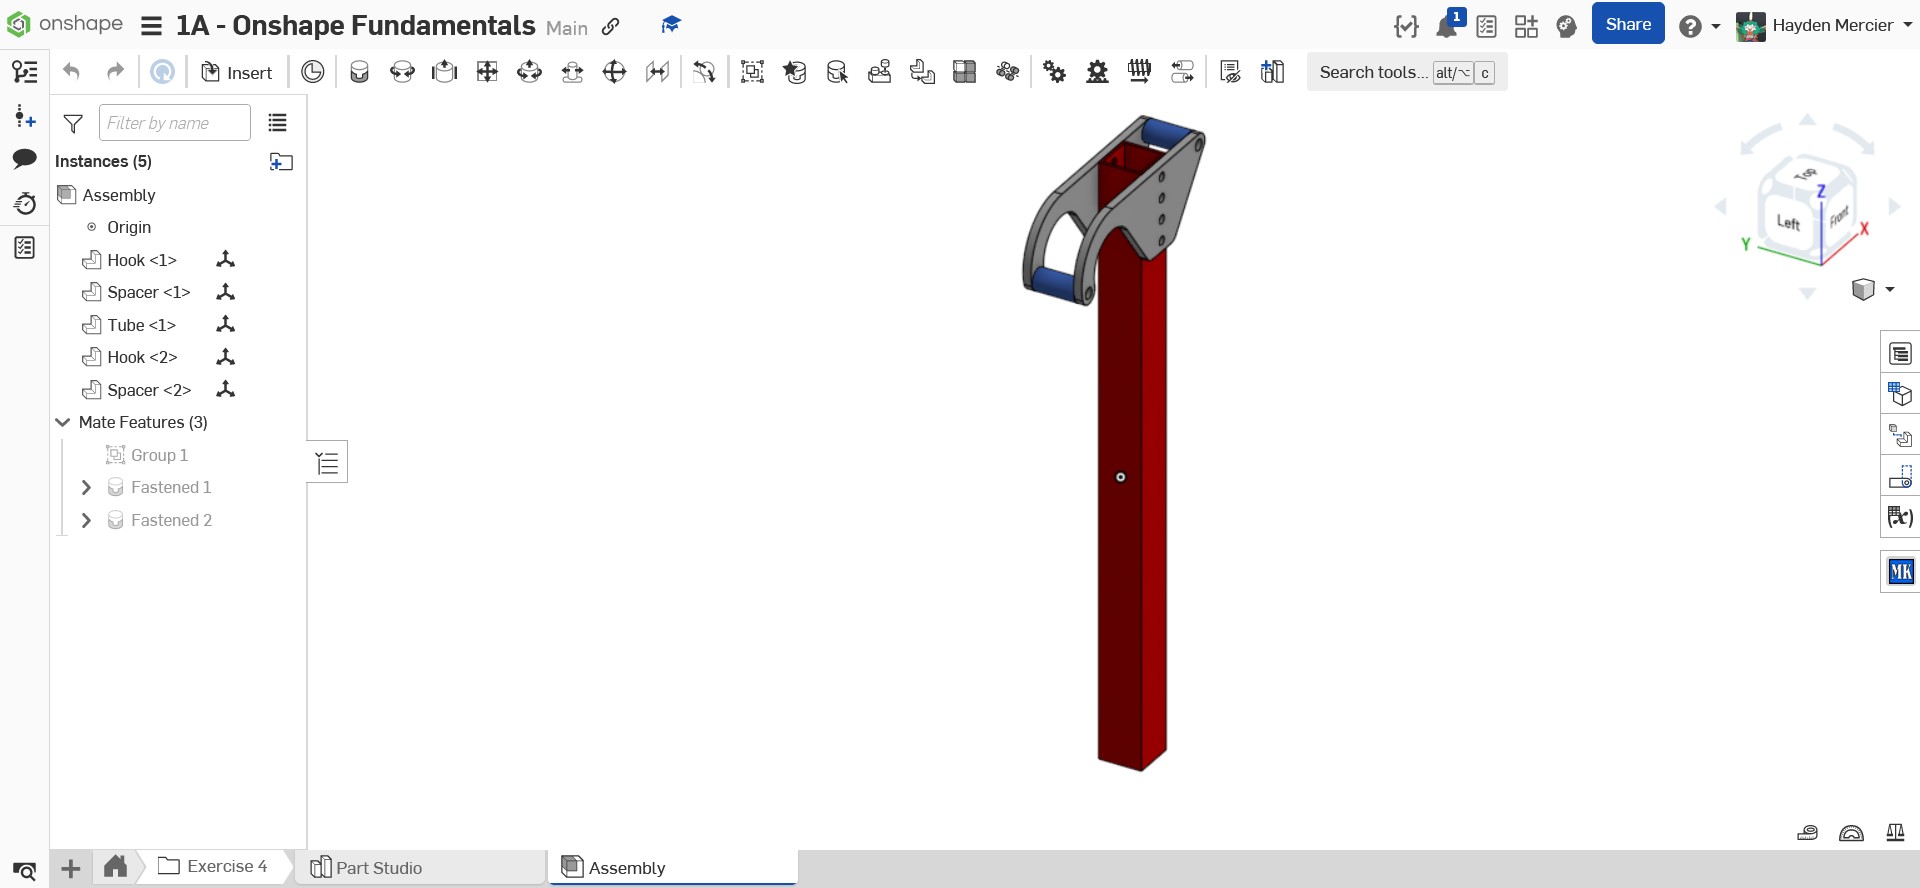 onshape
1A - Onshape Fundamentals Main
1
Share
Hayden Mercier
Insert
Search tools... alt/⌥ c
Filter by name
Instances (5)
Assembly
Origin
Hook <1>
Spacer <1>
Tube <1>
Hook <2>
Spacer <2>
Mate Features (3)
Group 1
Fastened 1
Fastened 2
Top
Z
Left
Front
X
Y
(x)
MK
Exercise 4
Part Studio
Assembly